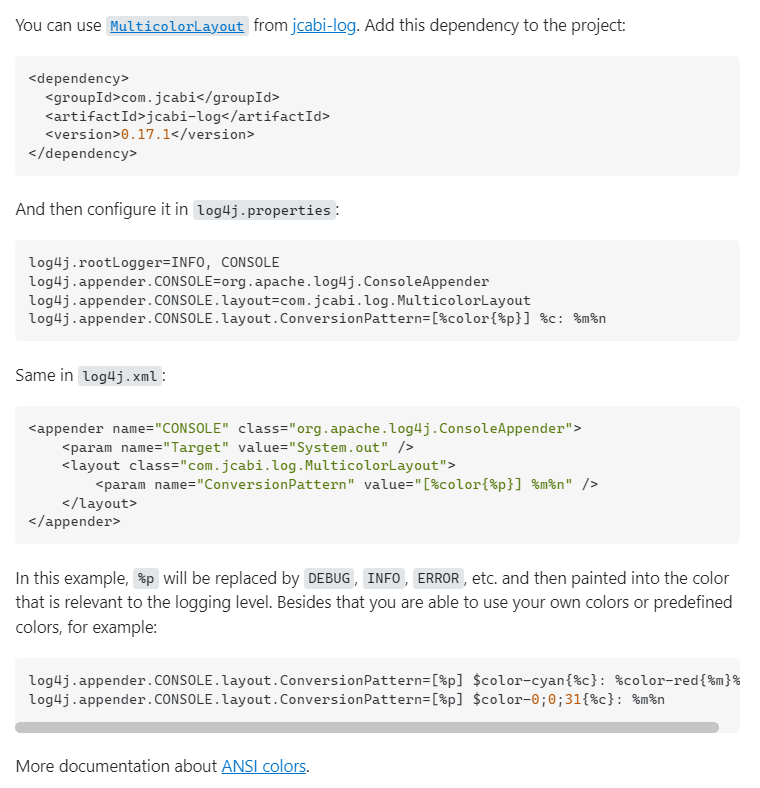 You can use MulticolorLayout from jcabi-log. Add this dependency to the project:
<dependency>
  <groupId>com.jcabi</groupId>
  <artifactId>jcabi-log</artifactId>
  <version>0.17.1</version>
</dependency>
And then configure it in log4j.properties:
log4j.rootLogger=INFO, CONSOLE
log4j.appender.CONSOLE=org.apache.log4j.ConsoleAppender
log4j.appender.CONSOLE.layout=com.jcabi.log.MulticolorLayout
log4j.appender.CONSOLE.layout.ConversionPattern=[%color{%p}] %c: %m%n
Same in log4j.xml:
<appender name="CONSOLE" class="org.apache.log4j.ConsoleAppender">
    <param name="Target" value="System.out" />
    <layout class="com.jcabi.log.MulticolorLayout">
        <param name="ConversionPattern" value="[%color{%p}] %m%n" />
    </layout>
</appender>
In this example, %p will be replaced by DEBUG, INFO, ERROR, etc. and then painted into the color
that is relevant to the logging level. Besides that you are able to use your own colors or predefined
colors, for example:
log4j.appender.CONSOLE.layout.ConversionPattern=[%p] $color-cyan{%c}: %color-red{%m}%
log4j.appender.CONSOLE.layout.ConversionPattern=[%p] $color-0;0;31{%c}: %m%n
More documentation about ANSI colors.